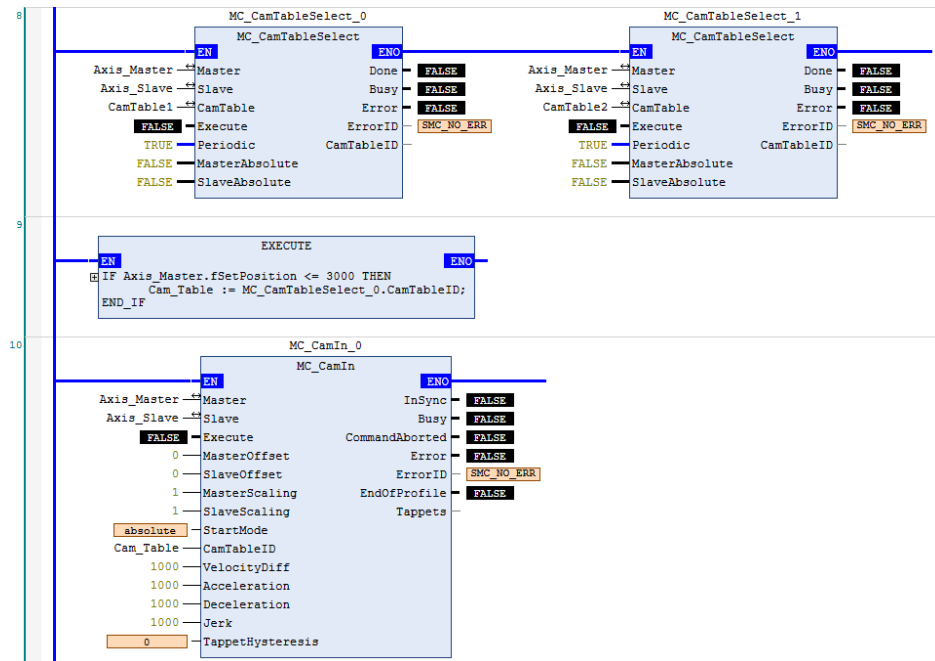 8
MC_CamTableSelect_0
MC_CamTableSelect
EN ENO
Axis_Master Master Done FALSE
Axis_Slave Slave Busy FALSE
CamTable1 CamTable Error FALSE
FALSE Execute ErrorID SMC_NO_ERR
TRUE Periodic CamTableID
FALSE MasterAbsolute
FALSE SlaveAbsolute
MC_CamTableSelect_1
MC_CamTableSelect
EN ENO
Axis_Master Master Done FALSE
Axis_Slave Slave Busy FALSE
CamTable2 CamTable Error FALSE
FALSE Execute ErrorID SMC_NO_ERR
TRUE Periodic CamTableID
FALSE MasterAbsolute
FALSE SlaveAbsolute
9
EXECUTE
EN ENO
IF Axis_Master.fSetPosition <= 3000 THEN
Cam_Table := MC_CamTableSelect_0.CamTableID;
END_IF
10
MC_CamIn_0
MC_CamIn
EN ENO
Axis_Master Master InSync FALSE
Axis_Slave Slave Busy FALSE
FALSE Execute CommandAborted FALSE
0 MasterOffset Error FALSE
0 SlaveOffset ErrorID SMC_NO_ERR
1 MasterScaling EndOfProfile FALSE
1 SlaveScaling Tappets
absolute StartMode
Cam_Table CamTableID
1000 VelocityDiff
1000 Acceleration
1000 Deceleration
1000 Jerk
0 TappetHysteresis